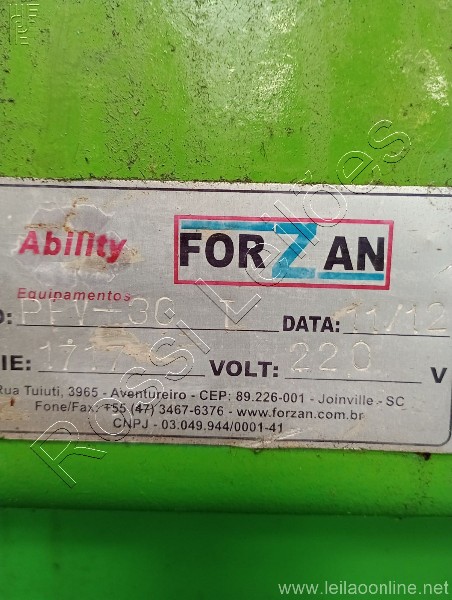 Ability
FORZAN
Equipamentos
O: PFV-30 T DATA: 11/12
IE: 1717 VOLT: 220 V
Rua Tuiuti, 3965 - Aventureiro - CEP: 89.226-001 - Joinville - SC
Fone/Fax.: +55 (47) 3467-6376 - www.forzan.com.br
CNPJ - 03.049.944/0001-41
Rossi Leilões
www.leilaoonline.net